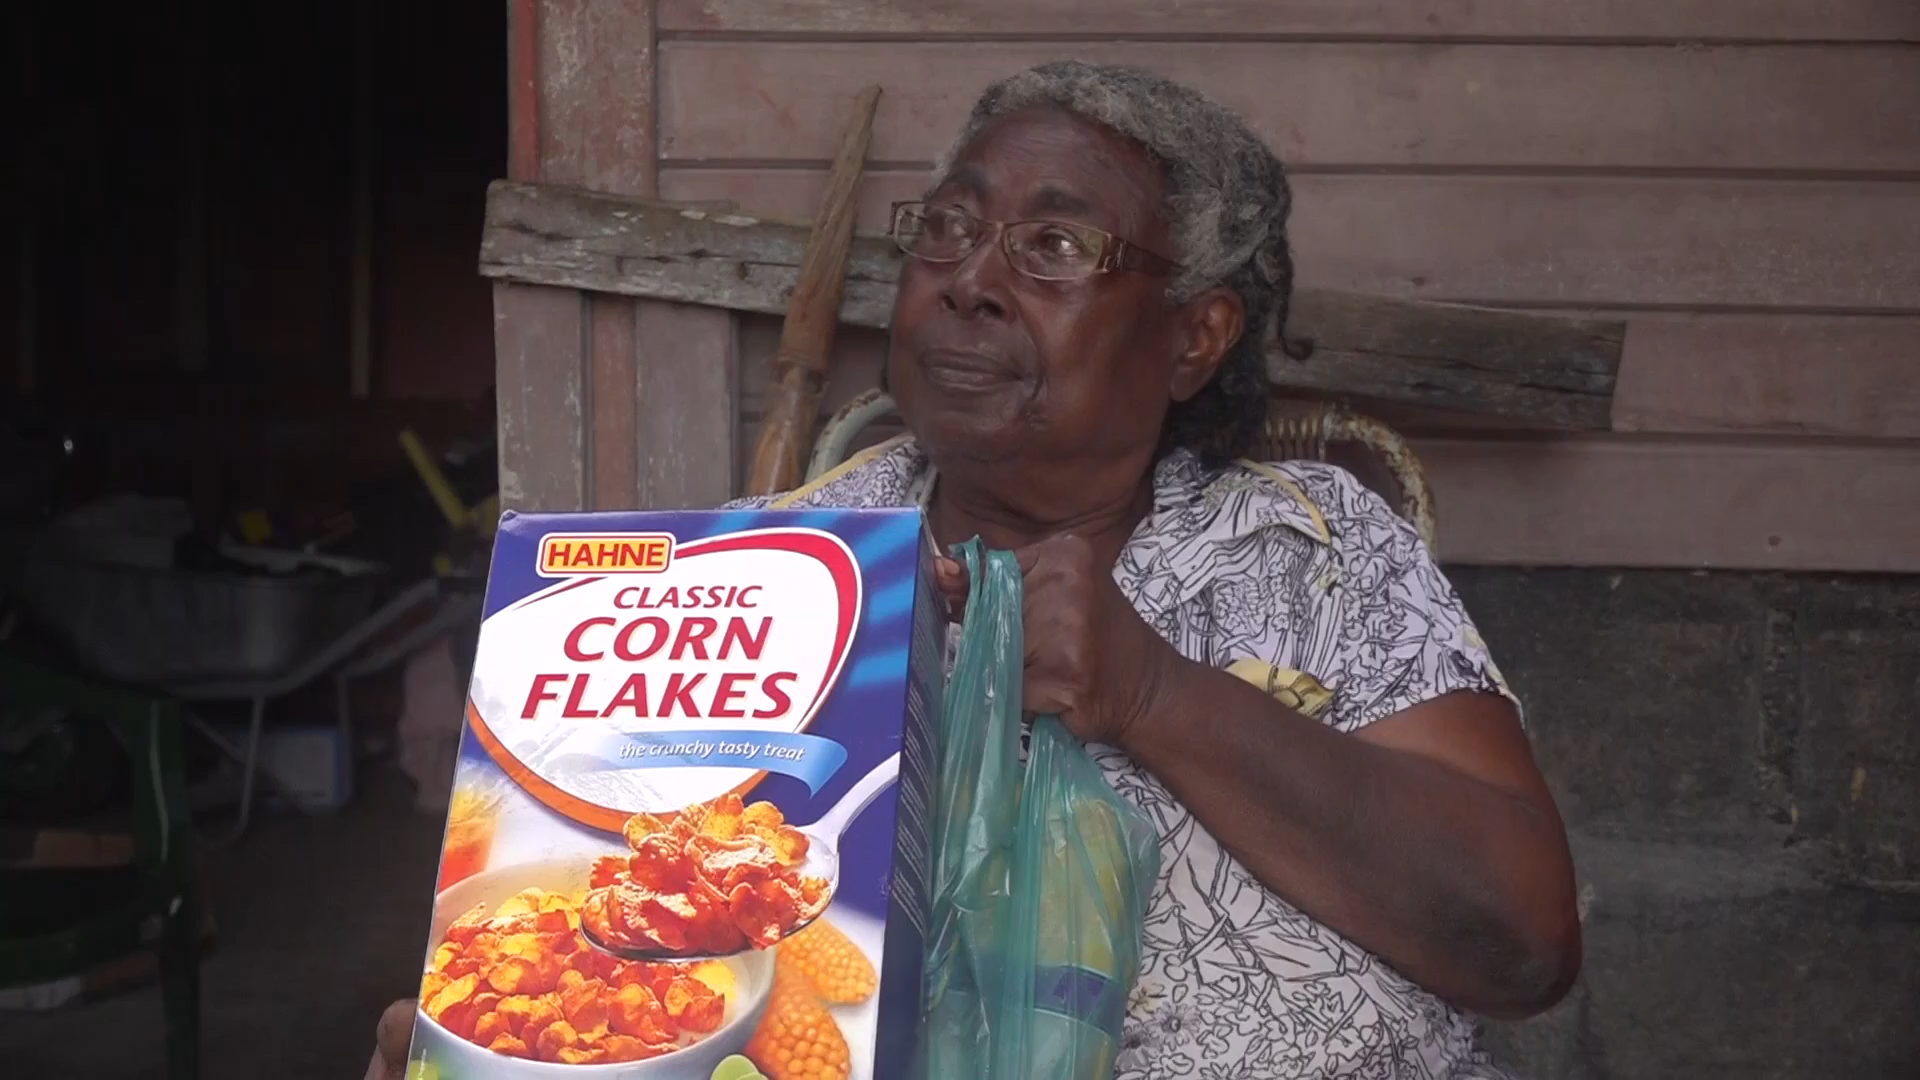 HAHNE
CLASSIC
CORN
FLAKES
the crunchy tasty treat